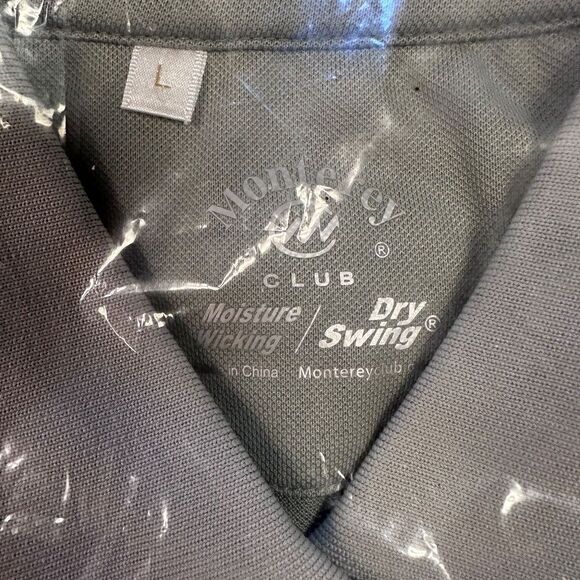 L
Monterey
M
®
CLUB
Moisture
Wicking
/
Dry
Swing®
in China
Montereyclub